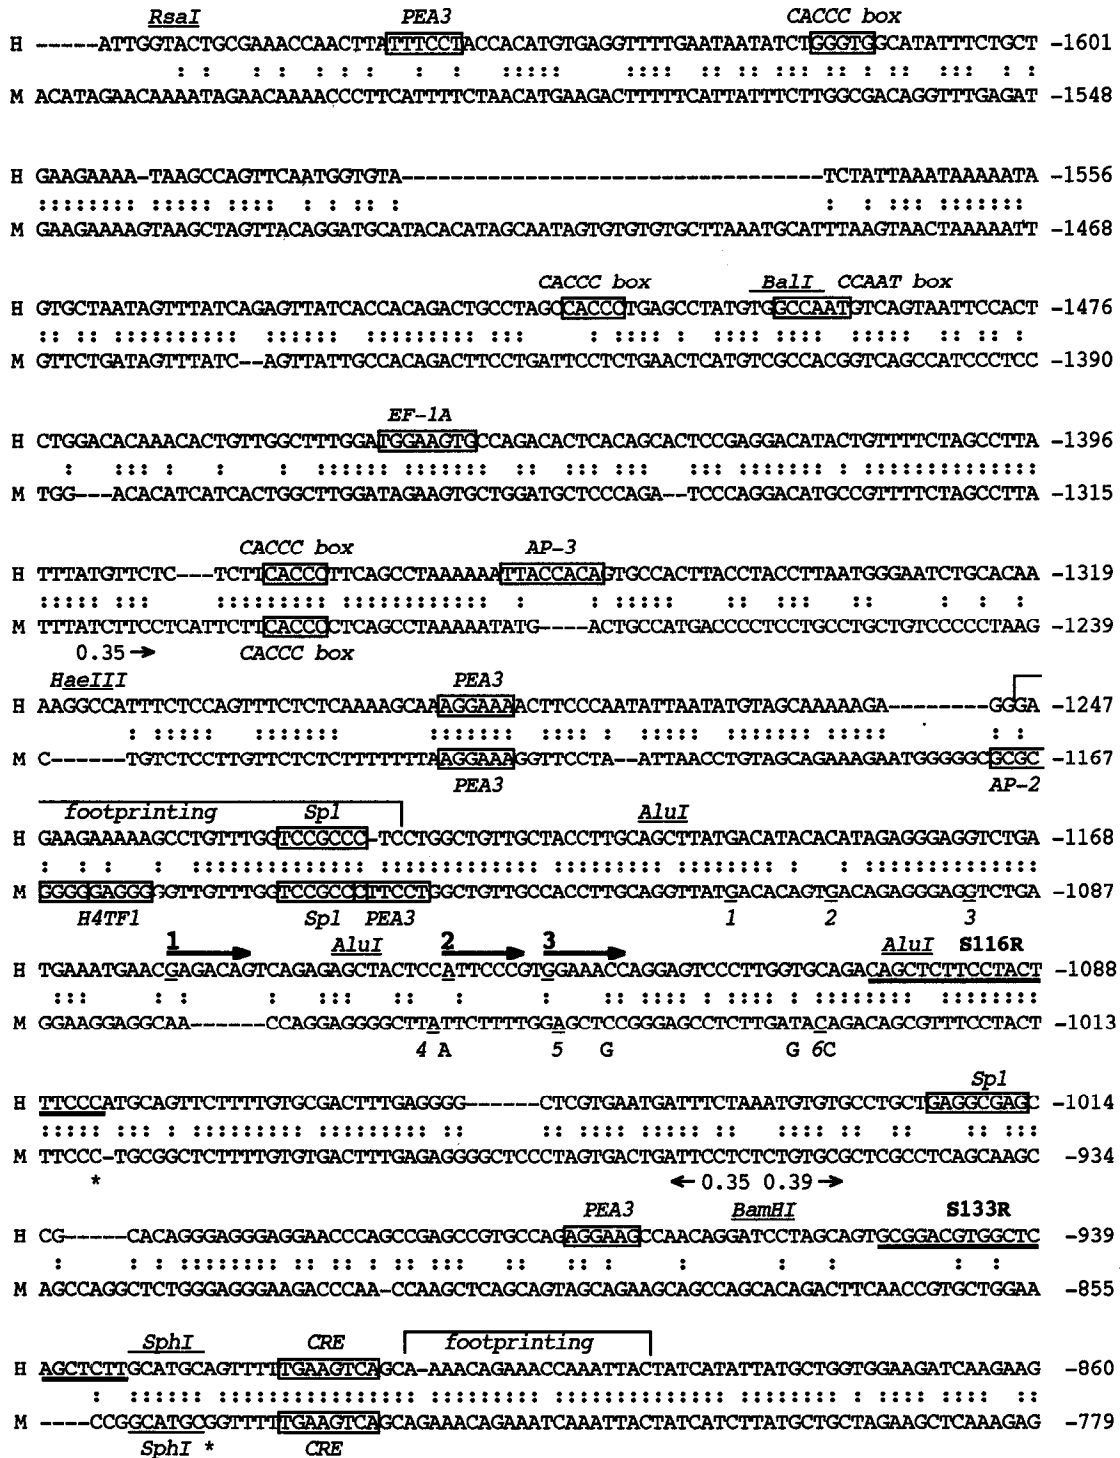 RsaI PEA3 CACCC box
H -----ATTGGTACTGCGAAACCAACTTATTTCCTACCACATGTGAGGTTTTGAATAATATCTGGGTGGCATATTTCTGCT -1601
M ACATAGAACAAAATAGAACAAAACCCTTCATTTTCTAACATGAAGACTTTTTCATTATTTCTTGGCGACAGGTTTGAGAT -1548
H GAAGAAAA-TAAGCCAGTTCAATGGTGTA----------------------------------TCTATTAAATAAAAATA -1556
M GAAGAAAAGTAAGCTAGTTACAGGATGCATACACATAGCAATAGTGTGTGTGCTTAAATGCATTTAAGTAACTAAAAATT -1468
CACCC box BalI CCAAT box
H GTGCTAATAGTTTATCAGAGTTATCACCACAGACTGCCTAGCCACCCTGAGCCTATGTGGCCAATGTCAGTAATTCCACT -1476
M GTTCTGATAGTTTATC--AGTTATTGCCACAGACTTCCTGATTCCTCTGAACTCATGTCGCCACGGTCAGCCATCCCTCC -1390
EF-1A
H CTGGACACAAACACTGTTGGCTTTGGATGGAAGTGCCAGACACTCACAGCACTCCGAGGACATACTGTTTTCTAGCCTTA -1396
M TGG---ACACATCATCACTGGCTTGGATAGAAGTGCTGGATGCTCCCAGA--TCCCAGGACATGCCGTTTTCTAGCCTTA -1315
CACCC box AP-3
H TTTATGTTCTC---TCTTCACCCTTCAGCCTAAAAAATTACCACAGTGCCACTTACCTACCTTAATGGGAATCTGCACAA -1319
M TTTATCTTCCTCATTCTTCACCCCTCAGCCTAAAAATATG----ACTGCCATGACCCCTCCTGCCTGCTGTCCCCCTAAG -1239
0.35 → CACCC box
HaeIII PEA3
H AAGGCCATTTCTCCAGTTTCTCTCAAAAGCAAAGGAAAACTTCCCAATATTAATATGTAGCAAAAAGA--------GGGA -1247
M C------TGTCTCCTTGTTCTCTCTTTTTTTAAGGAAAGGTTCCTA--ATTAACCTGTAGCAGAAAGAATGGGGGCGCGC -1167
PEA3 AP-2
footprinting Spl AluI
H GAAGAAAAAGCCTGTTTGGTCCGCCC-TCCTGGCTGTTGCTACCTTGCAGCTTATGACATACACATAGAGGGAGGTCTGA -1168
M GGGGGAGGGGGTTGTTTGGTCCGCCCTTCCTGGCTGTTGCCACCTTGCAGGTTATGACACAGTGACAGAGGGAGGTCTGA -1087
H4TF1 Spl PEA3 1 2 3
1 AluI 2 3 AluI S116R
H TGAAATGAACGAGACAGTCAGAGAGCTACTCCATTCCCGTGGAAACCAGGAGTCCCTTGGTGCAGACAGCTCTTCCTACT -1088
M GGAAGGAGGCAA------CCAGGAGGGGCTTATTCTTTTGGAGCTCCGGGAGCCTCTTGATACAGACAGCGTTTCCTACT -1013
4 A 5 G G 6C
Spl
H TTCCCATGCAGTTCTTTTGTGCGACTTTGAGGGG------CTCGTGAATGATTTCTAAATGTGTGCCTGCTGAGGCGAGC -1014
M TTCCC-TGCGGCTCTTTTGTGTGACTTTGAGAGGGGCTCCCTAGTGACTGATTCCTCTCTGTGCGCTCGCCTCAGCAAGC -934
* ← 0.35 0.39 →
PEA3 BamHI S133R
H CG-----CACAGGGAGGGAGGAACCCAGCCGAGCCGTGCCAGAGGAAGCCAACAGGATCCTAGCAGTGCGGACGTGGCTC -939
M AGCCAGGCTCTGGGAGGGAAGACCCAA-CCAAGCTCAGCAGTAGCAGAAGCAGCCAGCACAGACTTCAACCGTGCTGGAA -855
SphI CRE footprinting
H AGCTCTTGCATGCAGTTTTTGAAGTCAGCA-AAACAGAAACCAAATTACTATCATATTATGCTGGTGGAAGATCAAGAAG -860
M ----CCGGCATGCGGTTTTTGAAGTCAGCAGAAACAGAAATCAAATTACTATCATCTTATGCTGCTAGAAGCTCAAAGAG -779
SphI * CRE